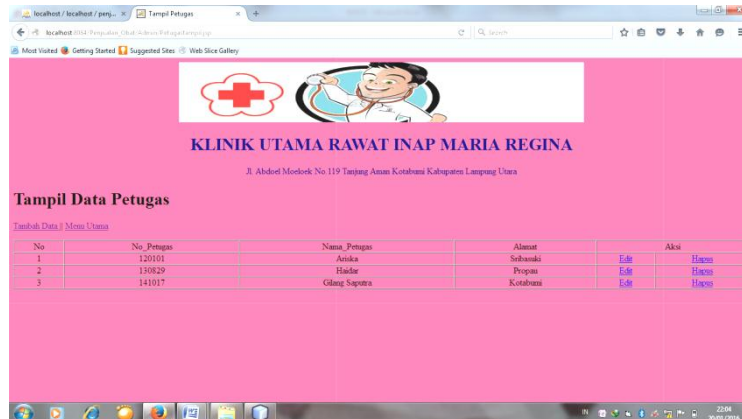 localhost / localhost / penj...
Tampil Petugas
Search
Most Visited Getting Started Suggested Sites Web Slice Gallery
KLINIK UTAMA RAWAT INAP MARIA REGINA
Jl. Abdoel Moeloek No.119 Tanjung Aman Kotabumi Kabupaten Lampung Utara
Tampil Data Petugas
Tambah Data || Menu Utama
No No_Petugas Nama_Petugas Alamat Aksi
1 120101 Ariska Sribasuki Edit Hapus
2 130829 Haidar Propau Edit Hapus
3 141017 Gilang Saputra Kotabumi Edit Hapus
IN 22:04